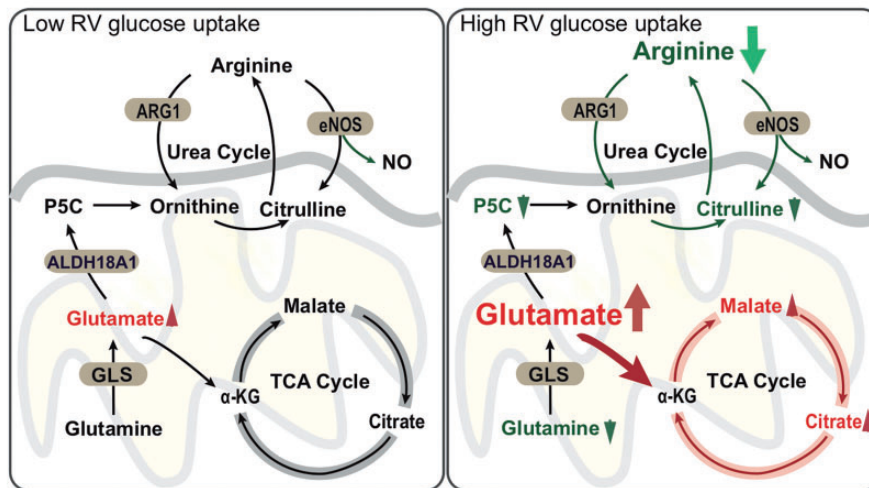 Low RV glucose uptake
Arginine
ARG1
eNOS
Urea Cycle
NO
P5C
Ornithine
Citrulline
ALDH18A1
Malate
Glutamate
GLS
α-KG
TCA Cycle
Citrate
Glutamine
High RV glucose uptake
Arginine
ARG1
eNOS
Urea Cycle
NO
P5C
Ornithine
Citrulline
ALDH18A1
Glutamate
Malate
GLS
α-KG
TCA Cycle
Citrate
Glutamine